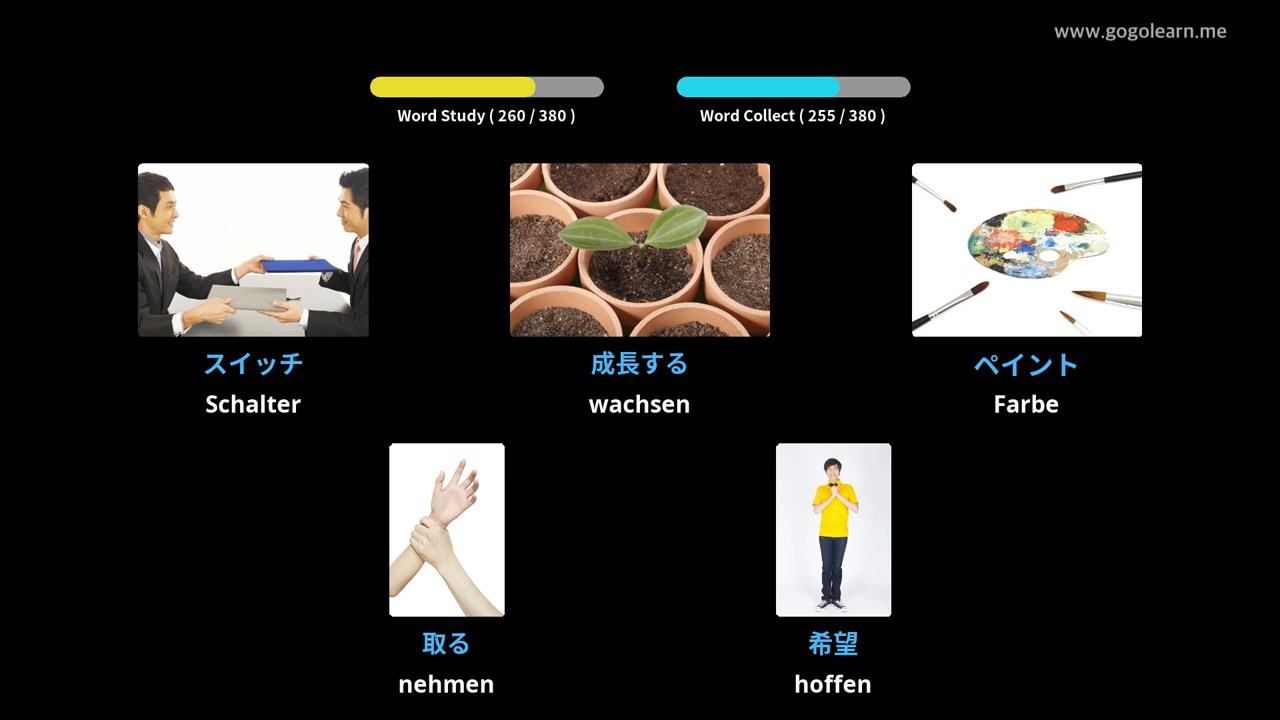 www.gogolearn.me
Word Study ( 260 / 380 )
Word Collect ( 255 / 380 )
スイッチ
Schalter
成長する
wachsen
ペイント
Farbe
取る
nehmen
希望
hoffen